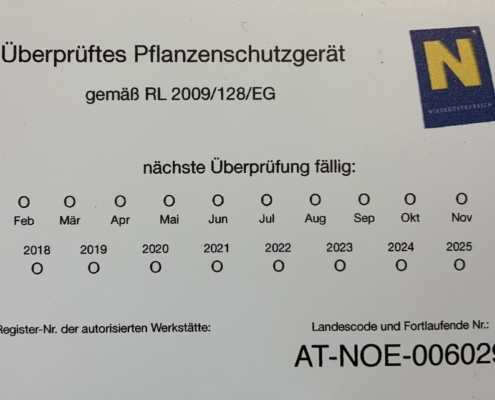 Überprüftes Pflanzenschutzgerät
gemäß RL 2009/128/EG
N
NIEDERÖSTERREICH
nächste Überprüfung fällig:
O O O O O O O O O O
Feb Mär Apr Mai Jun Jul Aug Sep Okt Nov
2018 2019 2020 2021 2022 2023 2024 2025
O O O O O O O O
Register-Nr. der autorisierten Werkstätte:
Landescode und Fortlaufende Nr.:
AT-NOE-006029